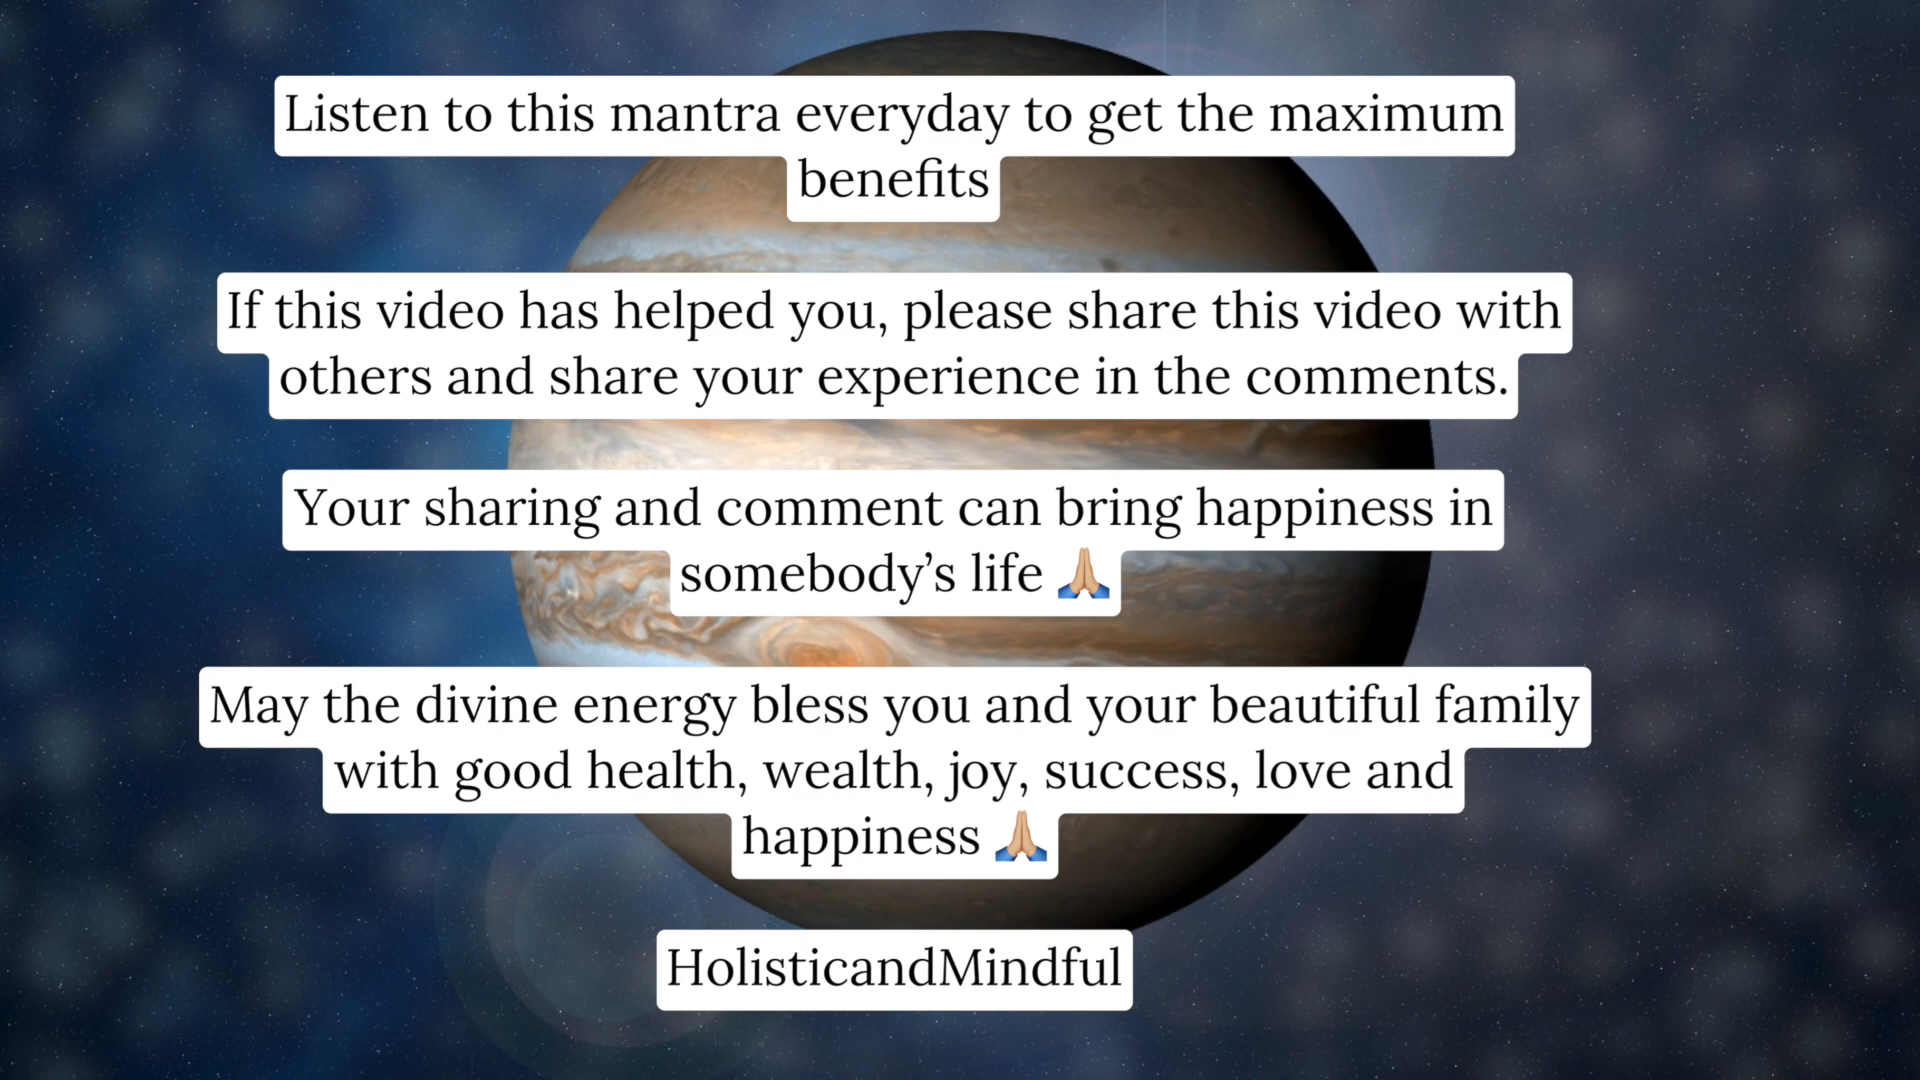 Listen to this mantra everyday to get the maximum
benefits
If this video has helped you, please share this video with
others and share your experience in the comments.
Your sharing and comment can bring happiness in
somebody’s life 🙏🏼
May the divine energy bless you and your beautiful family
with good health, wealth, joy, success, love and
happiness 🙏🏼
HolisticandMindful